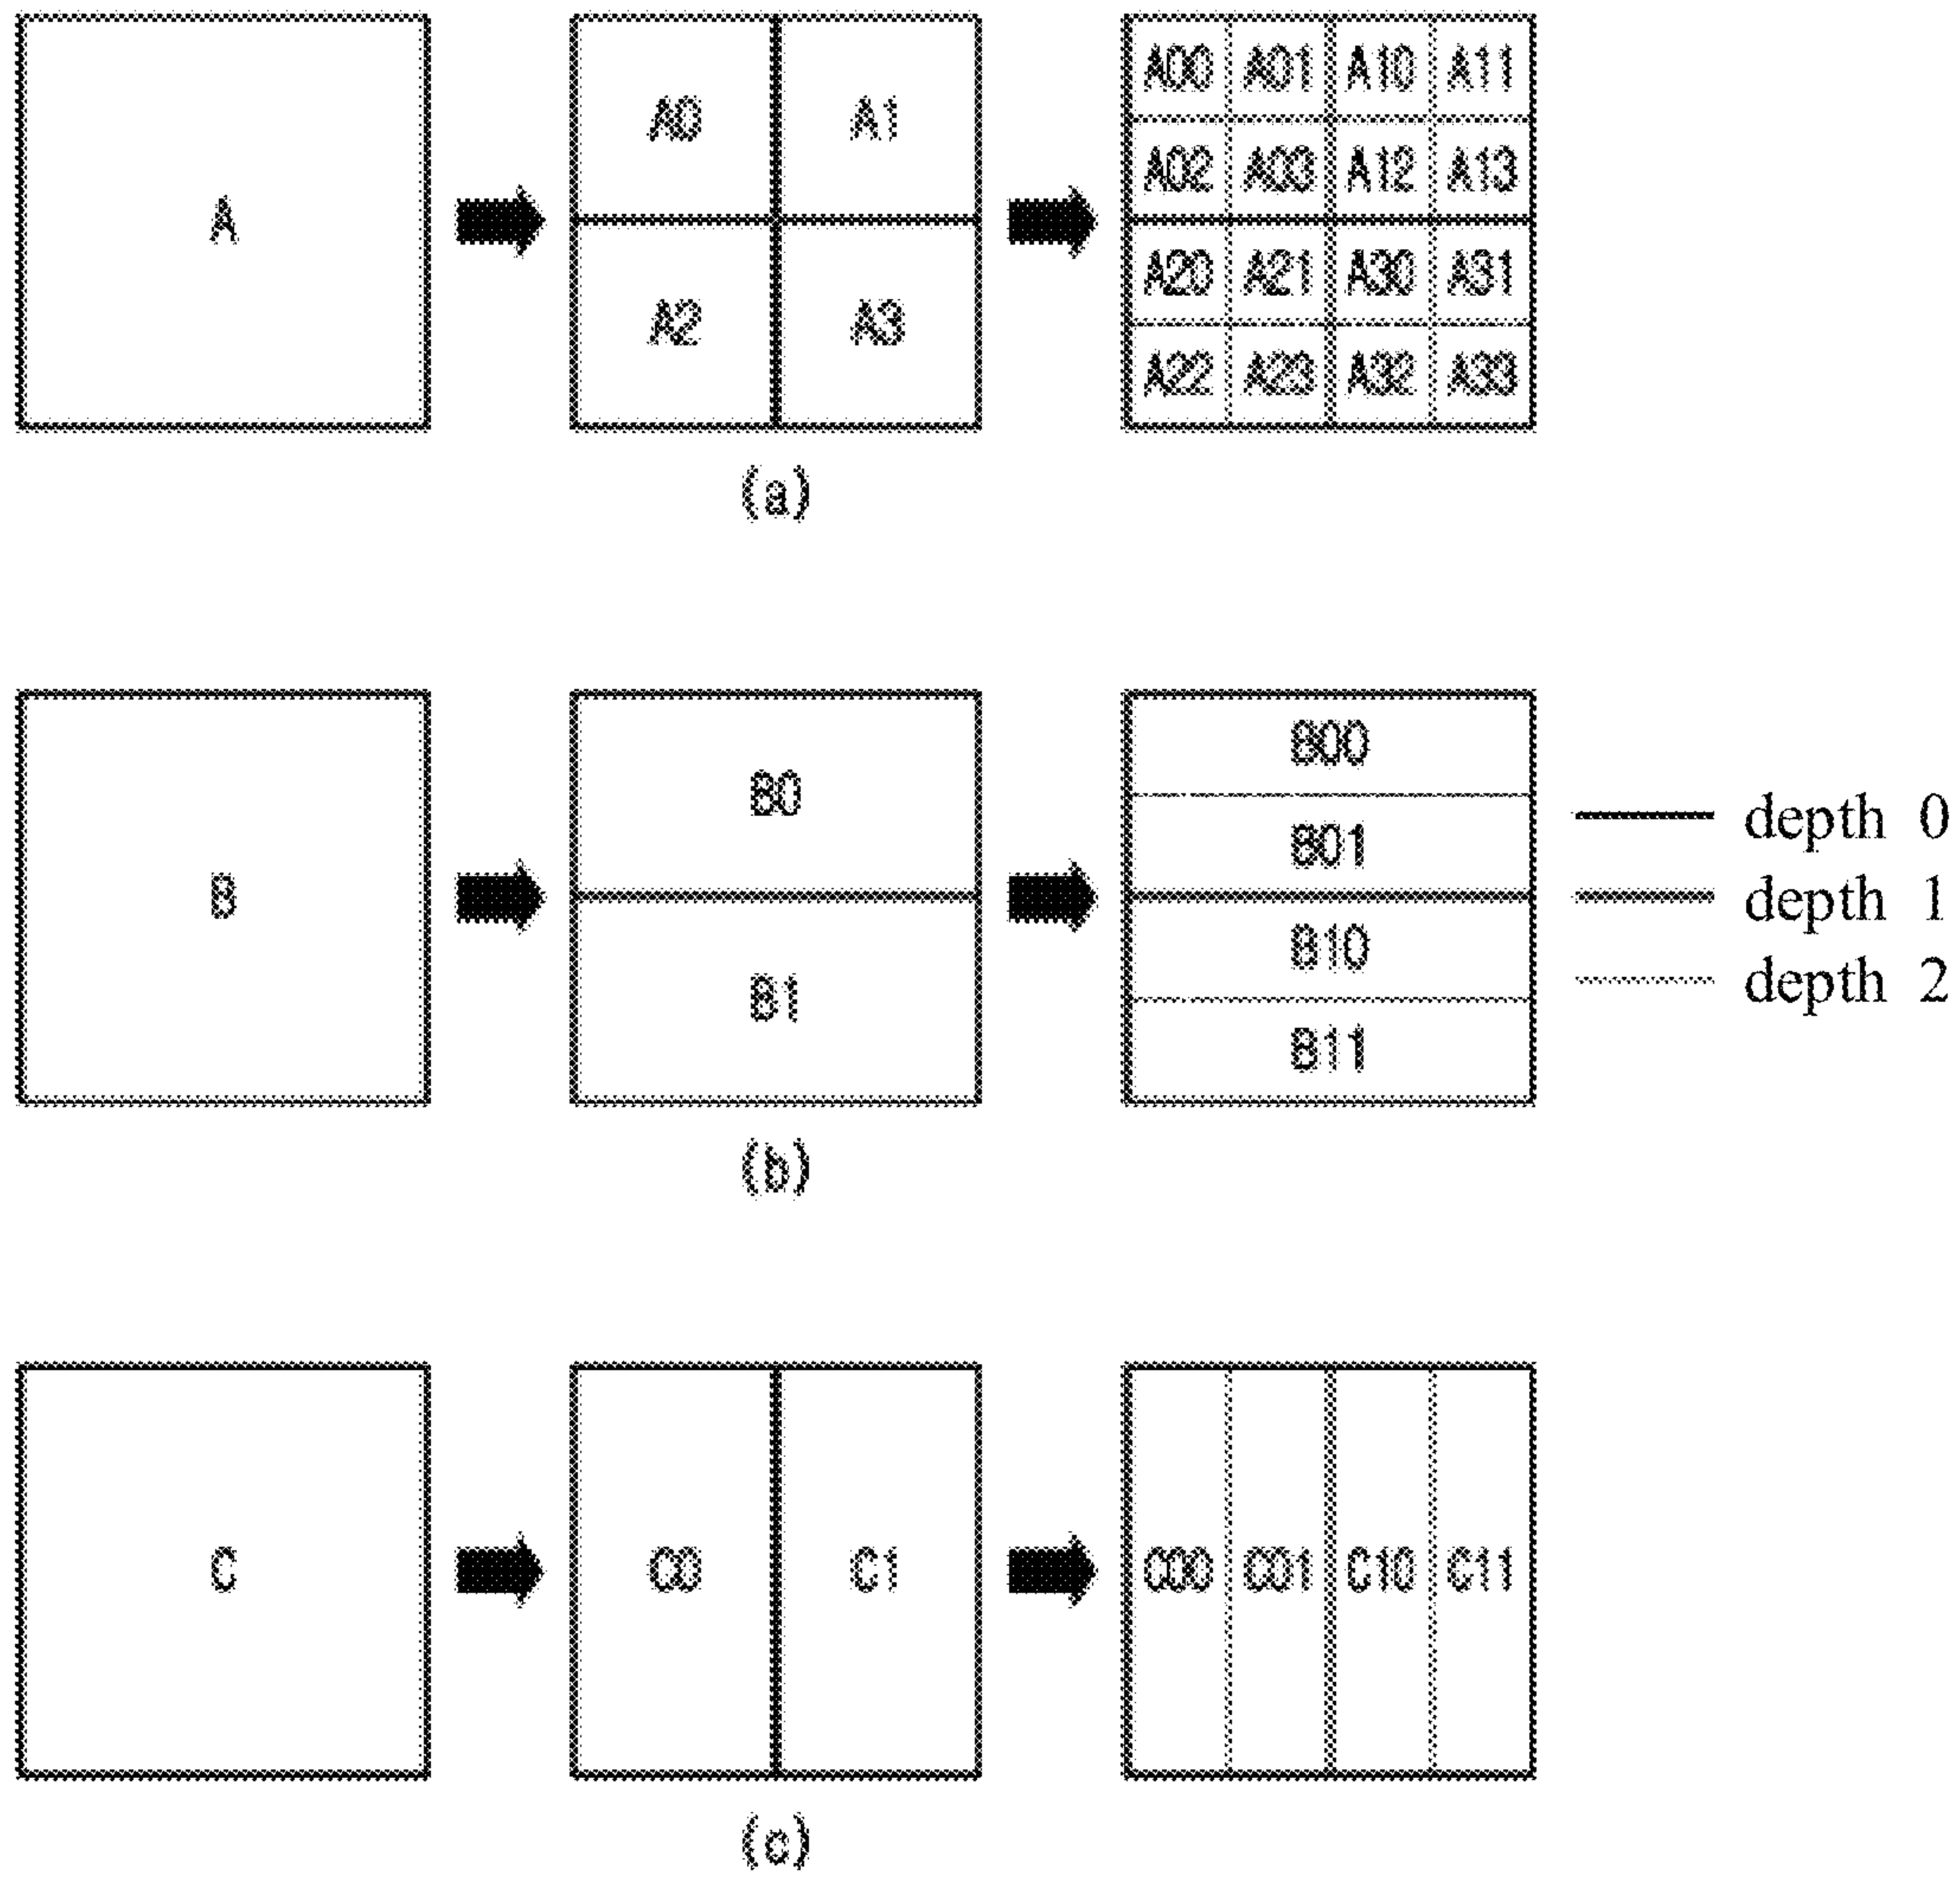 A
A0 A1
A2 A3
A00 A01 A10 A11
A02 A03 A12 A13
A20 A21 A30 A31
A22 A23 A32 A33
(a)
B
B0
B1
B00
B01
B10
B11
depth 0
depth 1
depth 2
(b)
C
C0 C1
C00 C01 C10 C11
(c)